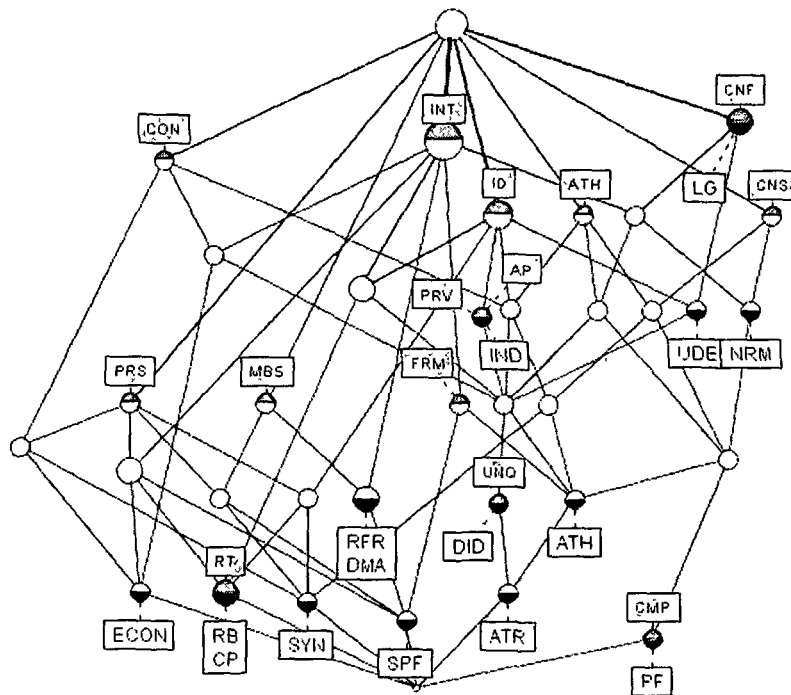 CNF
INT
CON
ID
ATH
LG
CNS
AP
PRV
IND
UDE
NRM
FRM
PRS
MBS
UNQ
RFR
DMA
DID
ATH
RT
ECON
RB
CP
SYN
SPF
ATR
CMP
PF